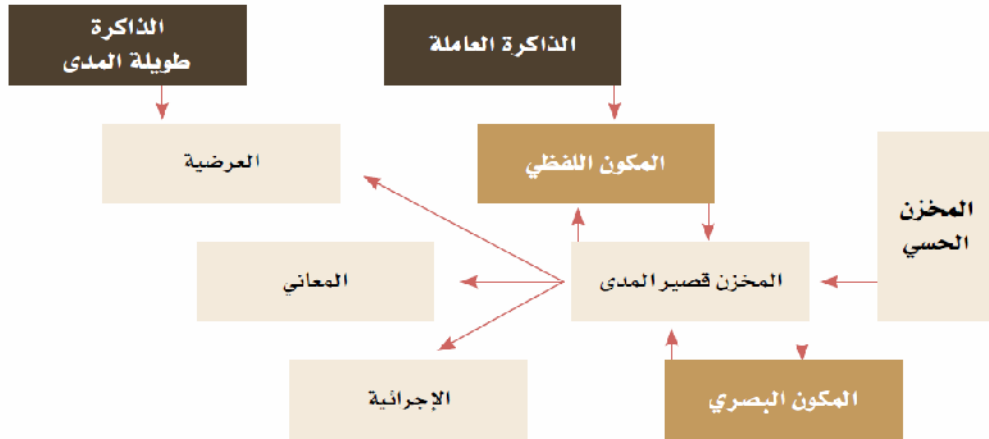 الذاكرة العاملة
الذاكرة
طويلة المدى
المكون اللفظي
العرضية
المخزن
الحسي
المخزن قصير المدى
المعاني
المكون البصري
الإجرائية